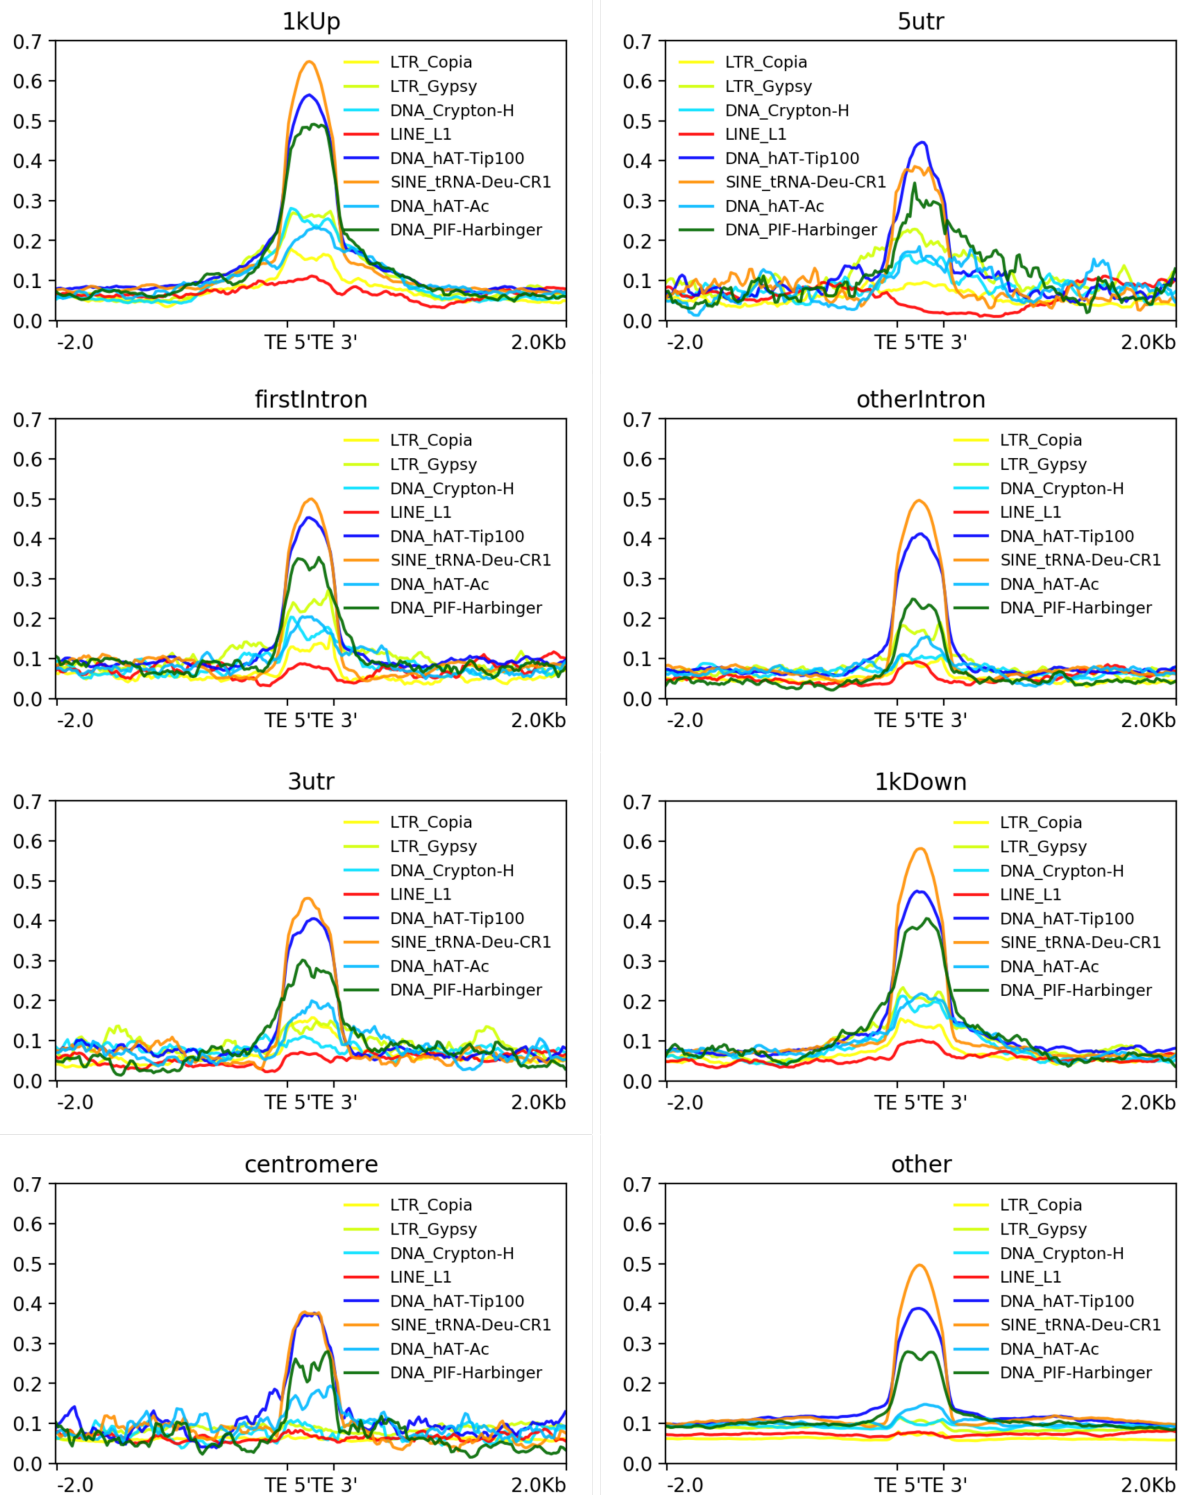 1kUp
0.7
0.6
0.5
0.4
0.3
0.2
0.1
0.0
LTR_Copia
LTR_Gypsy
DNA_Crypton-H
LINE_L1
DNA_hAT-Tip100
SINE_tRNA-Deu-CR1
DNA_hAT-Ac
DNA_PIF-Harbinger
-2.0 TE 5'TE 3' 2.0Kb
5utr
0.7
0.6
0.5
0.4
0.3
0.2
0.1
0.0
LTR_Copia
LTR_Gypsy
DNA_Crypton-H
LINE_L1
DNA_hAT-Tip100
SINE_tRNA-Deu-CR1
DNA_hAT-Ac
DNA_PIF-Harbinger
-2.0 TE 5'TE 3' 2.0Kb
firstIntron
0.7
0.6
0.5
0.4
0.3
0.2
0.1
0.0
LTR_Copia
LTR_Gypsy
DNA_Crypton-H
LINE_L1
DNA_hAT-Tip100
SINE_tRNA-Deu-CR1
DNA_hAT-Ac
DNA_PIF-Harbinger
-2.0 TE 5'TE 3' 2.0Kb
otherIntron
0.7
0.6
0.5
0.4
0.3
0.2
0.1
0.0
LTR_Copia
LTR_Gypsy
DNA_Crypton-H
LINE_L1
DNA_hAT-Tip100
SINE_tRNA-Deu-CR1
DNA_hAT-Ac
DNA_PIF-Harbinger
-2.0 TE 5'TE 3' 2.0Kb
3utr
0.7
0.6
0.5
0.4
0.3
0.2
0.1
0.0
LTR_Copia
LTR_Gypsy
DNA_Crypton-H
LINE_L1
DNA_hAT-Tip100
SINE_tRNA-Deu-CR1
DNA_hAT-Ac
DNA_PIF-Harbinger
-2.0 TE 5'TE 3' 2.0Kb
1kDown
0.7
0.6
0.5
0.4
0.3
0.2
0.1
0.0
LTR_Copia
LTR_Gypsy
DNA_Crypton-H
LINE_L1
DNA_hAT-Tip100
SINE_tRNA-Deu-CR1
DNA_hAT-Ac
DNA_PIF-Harbinger
-2.0 TE 5'TE 3' 2.0Kb
centromere
0.7
0.6
0.5
0.4
0.3
0.2
0.1
0.0
LTR_Copia
LTR_Gypsy
DNA_Crypton-H
LINE_L1
DNA_hAT-Tip100
SINE_tRNA-Deu-CR1
DNA_hAT-Ac
DNA_PIF-Harbinger
-2.0 TE 5'TE 3' 2.0Kb
other
0.7
0.6
0.5
0.4
0.3
0.2
0.1
0.0
LTR_Copia
LTR_Gypsy
DNA_Crypton-H
LINE_L1
DNA_hAT-Tip100
SINE_tRNA-Deu-CR1
DNA_hAT-Ac
DNA_PIF-Harbinger
-2.0 TE 5'TE 3' 2.0Kb